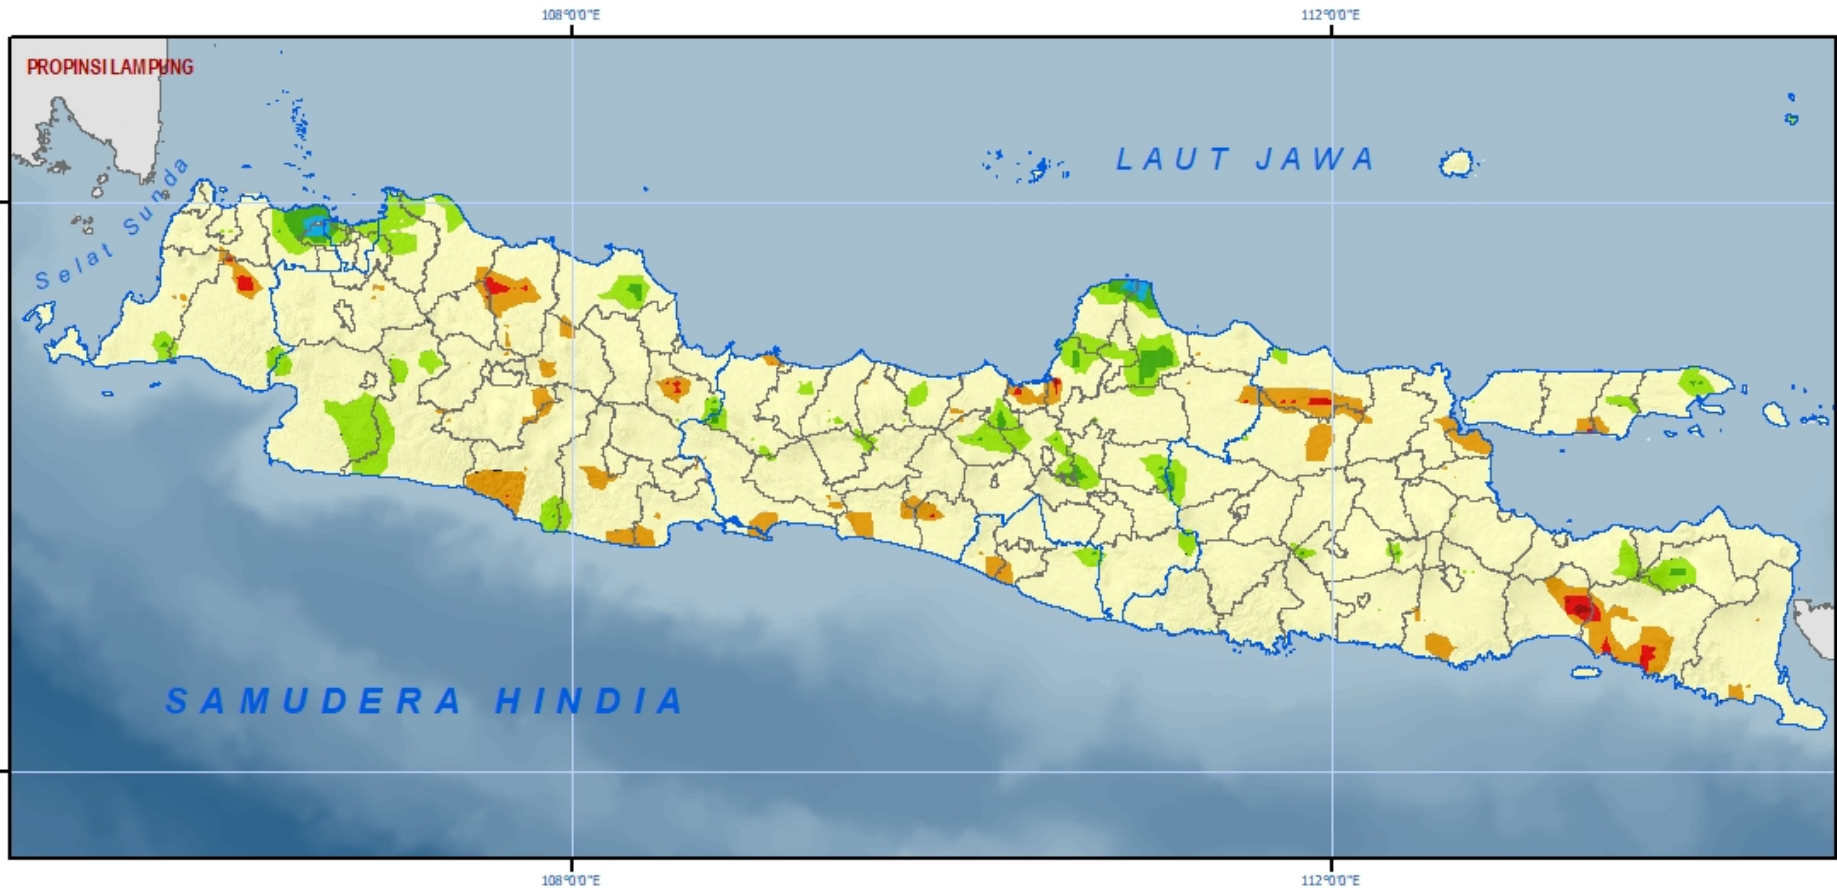 108°0'0"E 112°0'0"E
PROPINSI LAMPUNG
LAUT JAWA
Selat Sunda
SAMUDERA HINDIA
108°0'0"E 112°0'0"E